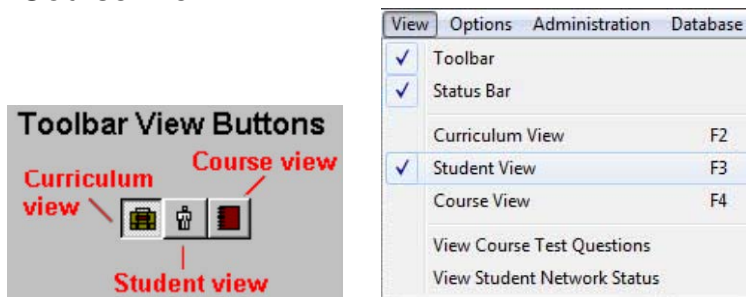 Toolbar View Buttons
Course view
Curriculum
view
Student view
View Options Administration Database
Toolbar
Status Bar
Curriculum View F2
Student View F3
Course View F4
View Course Test Questions
View Student Network Status